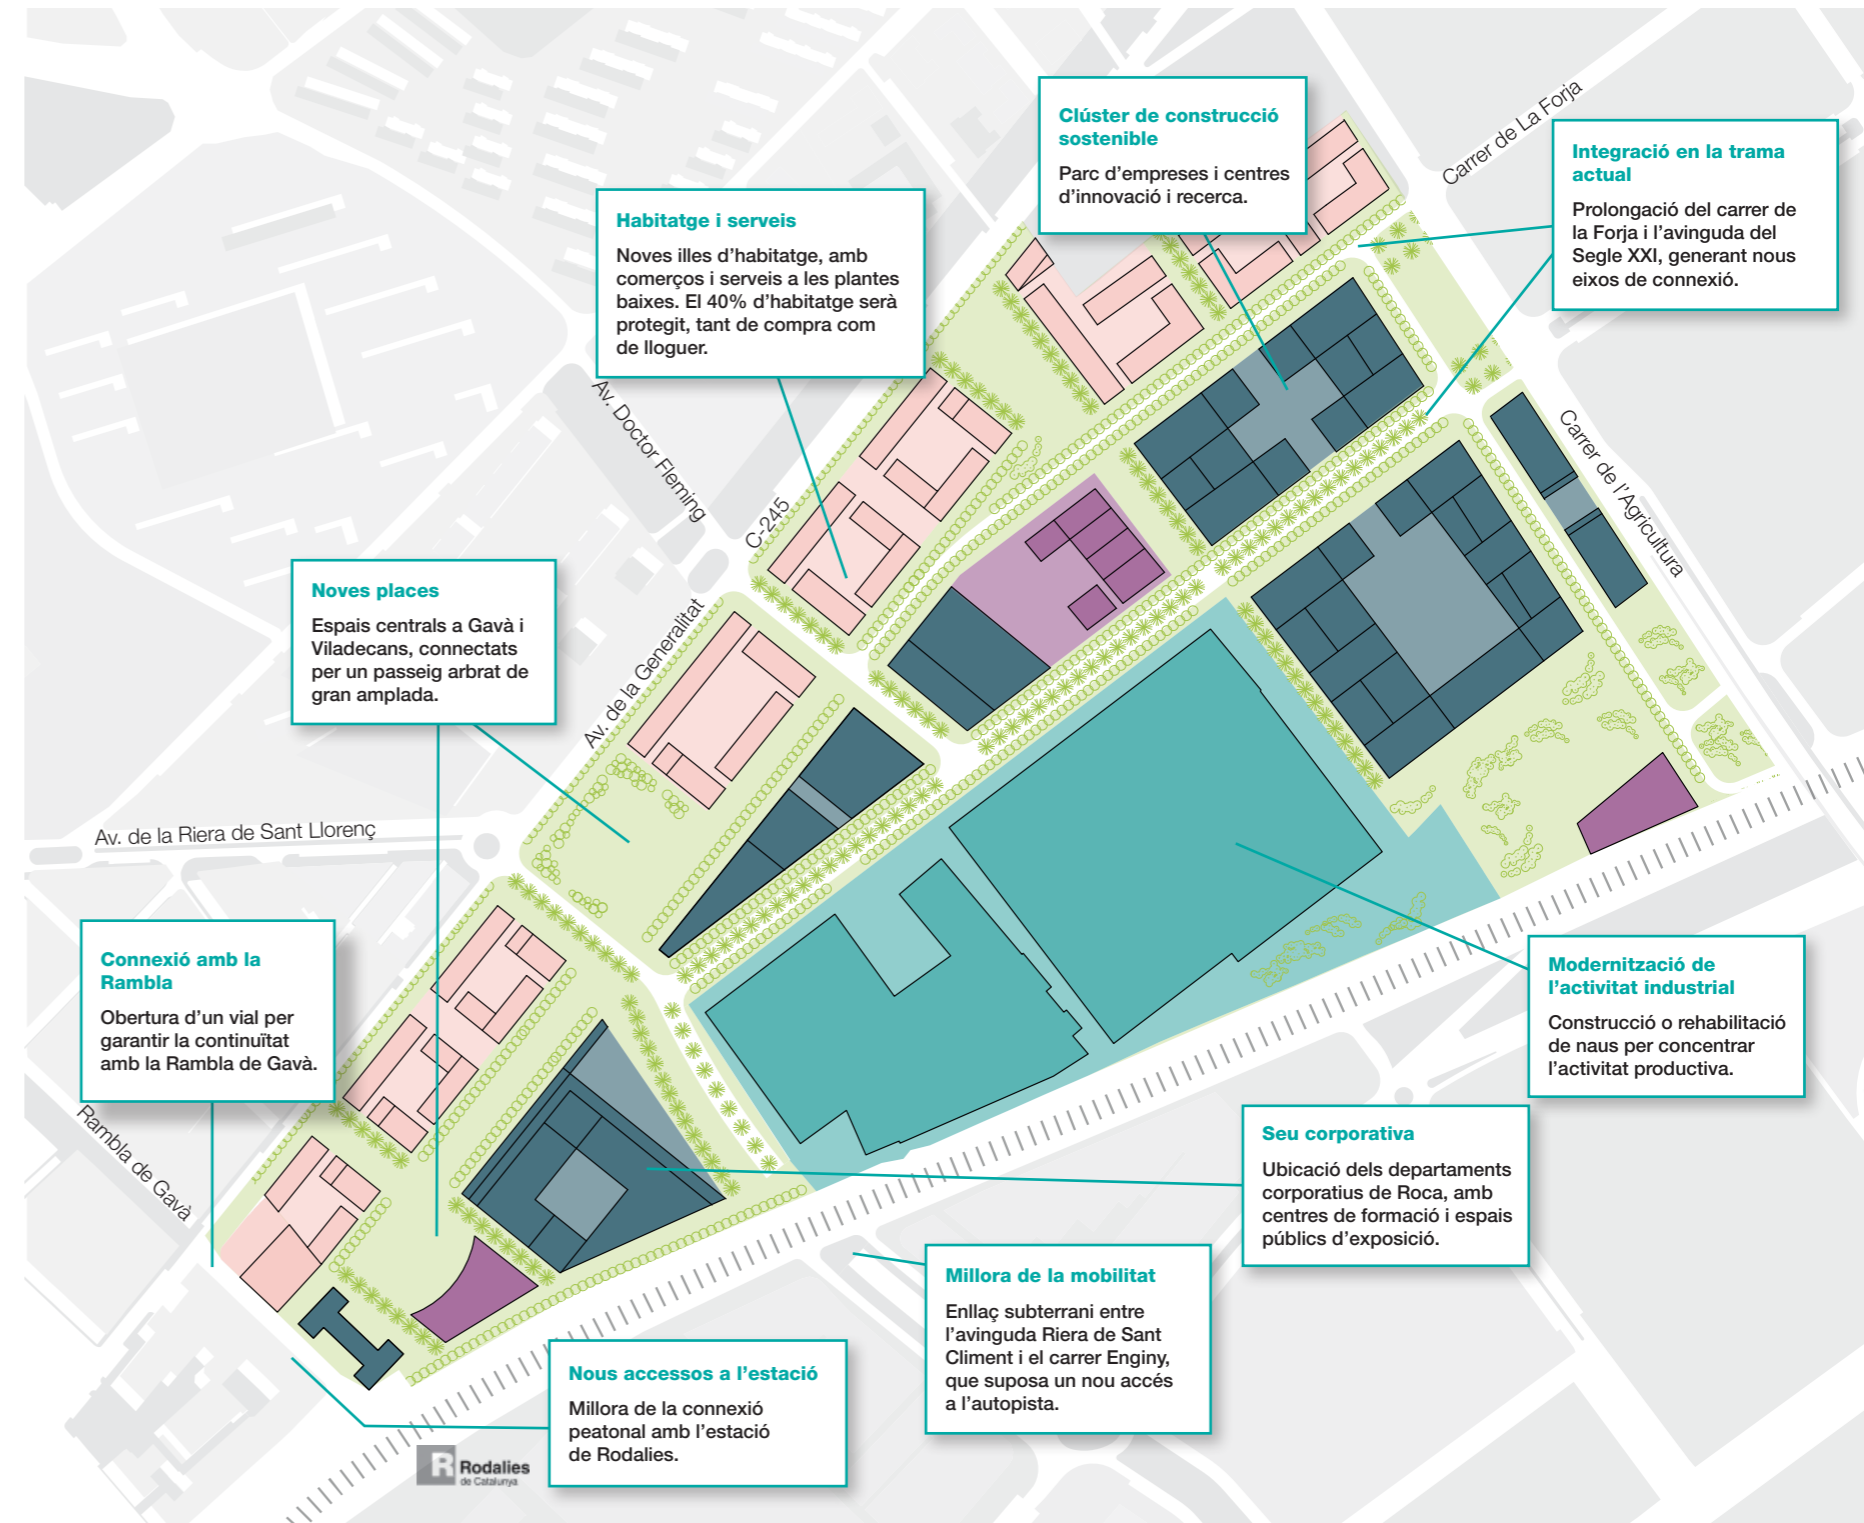 Clúster de construcció
sostenible
Parc d'empreses i centres
d'innovació i recerca.
Carrer de La Forja
Integració en la trama
actual
Prolongació del carrer de
la Forja i l'avinguda del
Segle XXI, generant nous
eixos de connexió.
Habitatge i serveis
Noves illes d'habitatge, amb
comerços i serveis a les plantes
baixes. El 40% d'habitatge serà
protegit, tant de compra com
de lloguer.
Av. Doctor Fleming
C-245
Carrer de l'Agricultura
Noves places
Espais centrals a Gavà i
Viladecans, connectats
per un passeig arbrat de
gran amplada.
Av. de la Generalitat
Av. de la Riera de Sant Llorenç
Connexió amb la
Rambla
Obertura d'un vial per
garantir la continuïtat
amb la Rambla de Gavà.
Rambla de Gavà
Modernització de
l'activitat industrial
Construcció o rehabilitació
de naus per concentrar
l'activitat productiva.
Seu corporativa
Ubicació dels departaments
corporatius de Roca, amb
centres de formació i espais
públics d'exposició.
Millora de la mobilitat
Enllaç subterrani entre
l'avinguda Riera de Sant
Climent i el carrer Enginy,
que suposa un nou accés
a l'autopista.
Nous accessos a l'estació
Millora de la connexió
peatonal amb l'estació
de Rodalies.
R Rodalies
de Catalunya